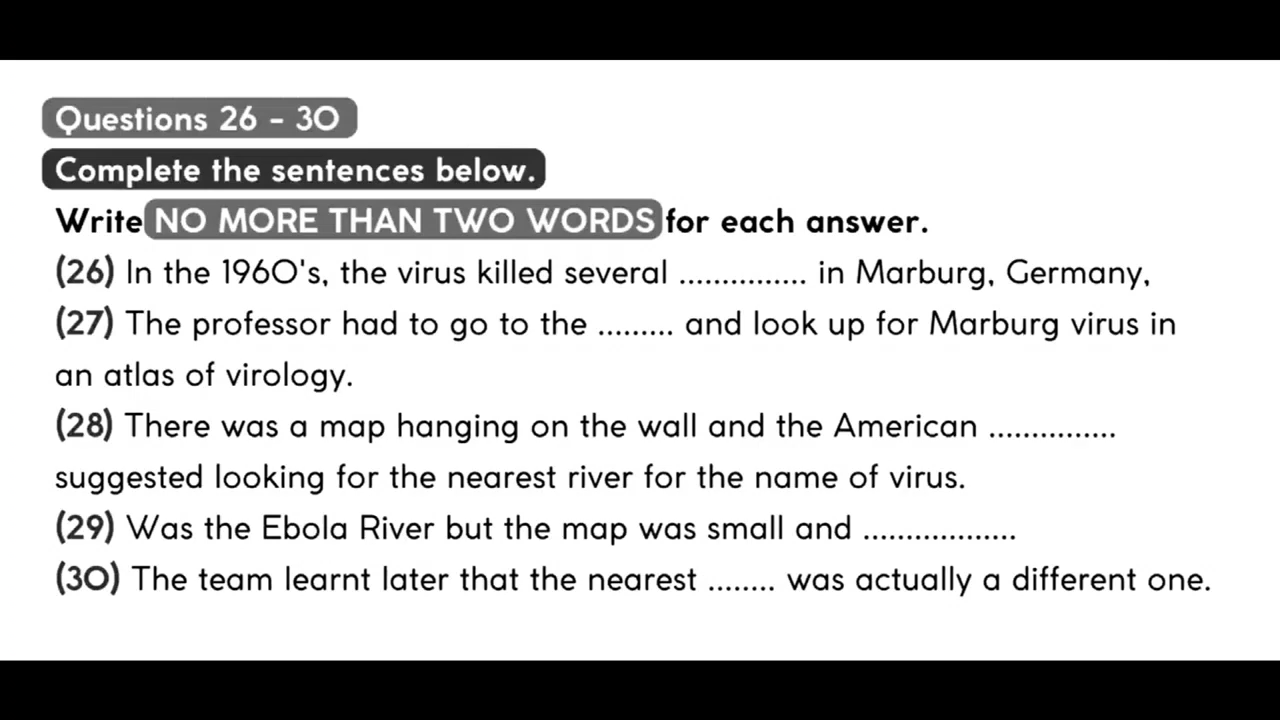 Questions 26 - 30
Complete the sentences below.
Write NO MORE THAN TWO WORDS for each answer.
(26) In the 1960's, the virus killed several ............... in Marburg, Germany,
(27) The professor had to go to the ......... and look up for Marburg virus in
an atlas of virology.
(28) There was a map hanging on the wall and the American ...............
suggested looking for the nearest river for the name of virus.
(29) Was the Ebola River but the map was small and ..................
(30) The team learnt later that the nearest ........ was actually a different one.